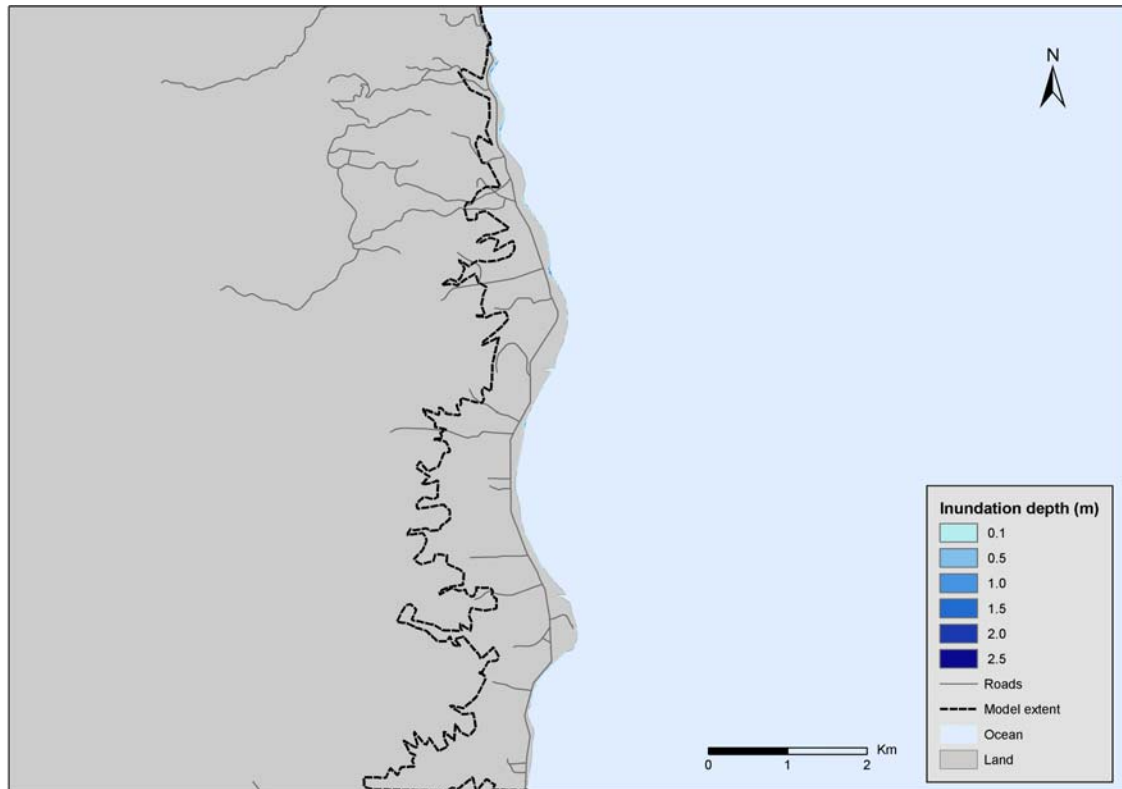 N
Inundation depth (m)
0.1
0.5
1.0
1.5
2.0
2.5
Roads
Model extent
Ocean
Land
Km
0 1 2